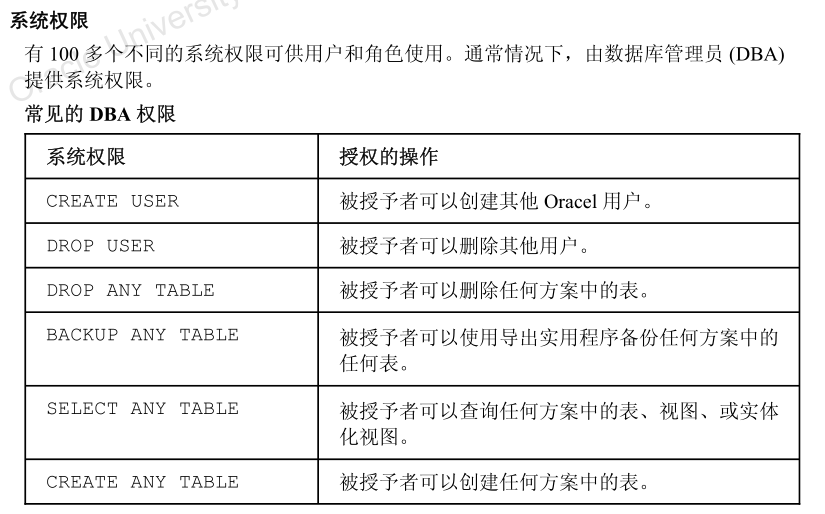 系统权限
有 100 多个不同的系统权限可供用户和角色使用。通常情况下，由数据库管理员 (DBA)
提供系统权限。
常见的 DBA 权限
系统权限 授权的操作
CREATE USER 被授予者可以创建其他 Oracel 用户。
DROP USER 被授予者可以删除其他用户。
DROP ANY TABLE 被授予者可以删除任何方案中的表。
BACKUP ANY TABLE 被授予者可以使用导出实用程序备份任何方案中的
任何表。
SELECT ANY TABLE 被授予者可以查询任何方案中的表、视图、或实体
化视图。
CREATE ANY TABLE 被授予者可以创建任何方案中的表。